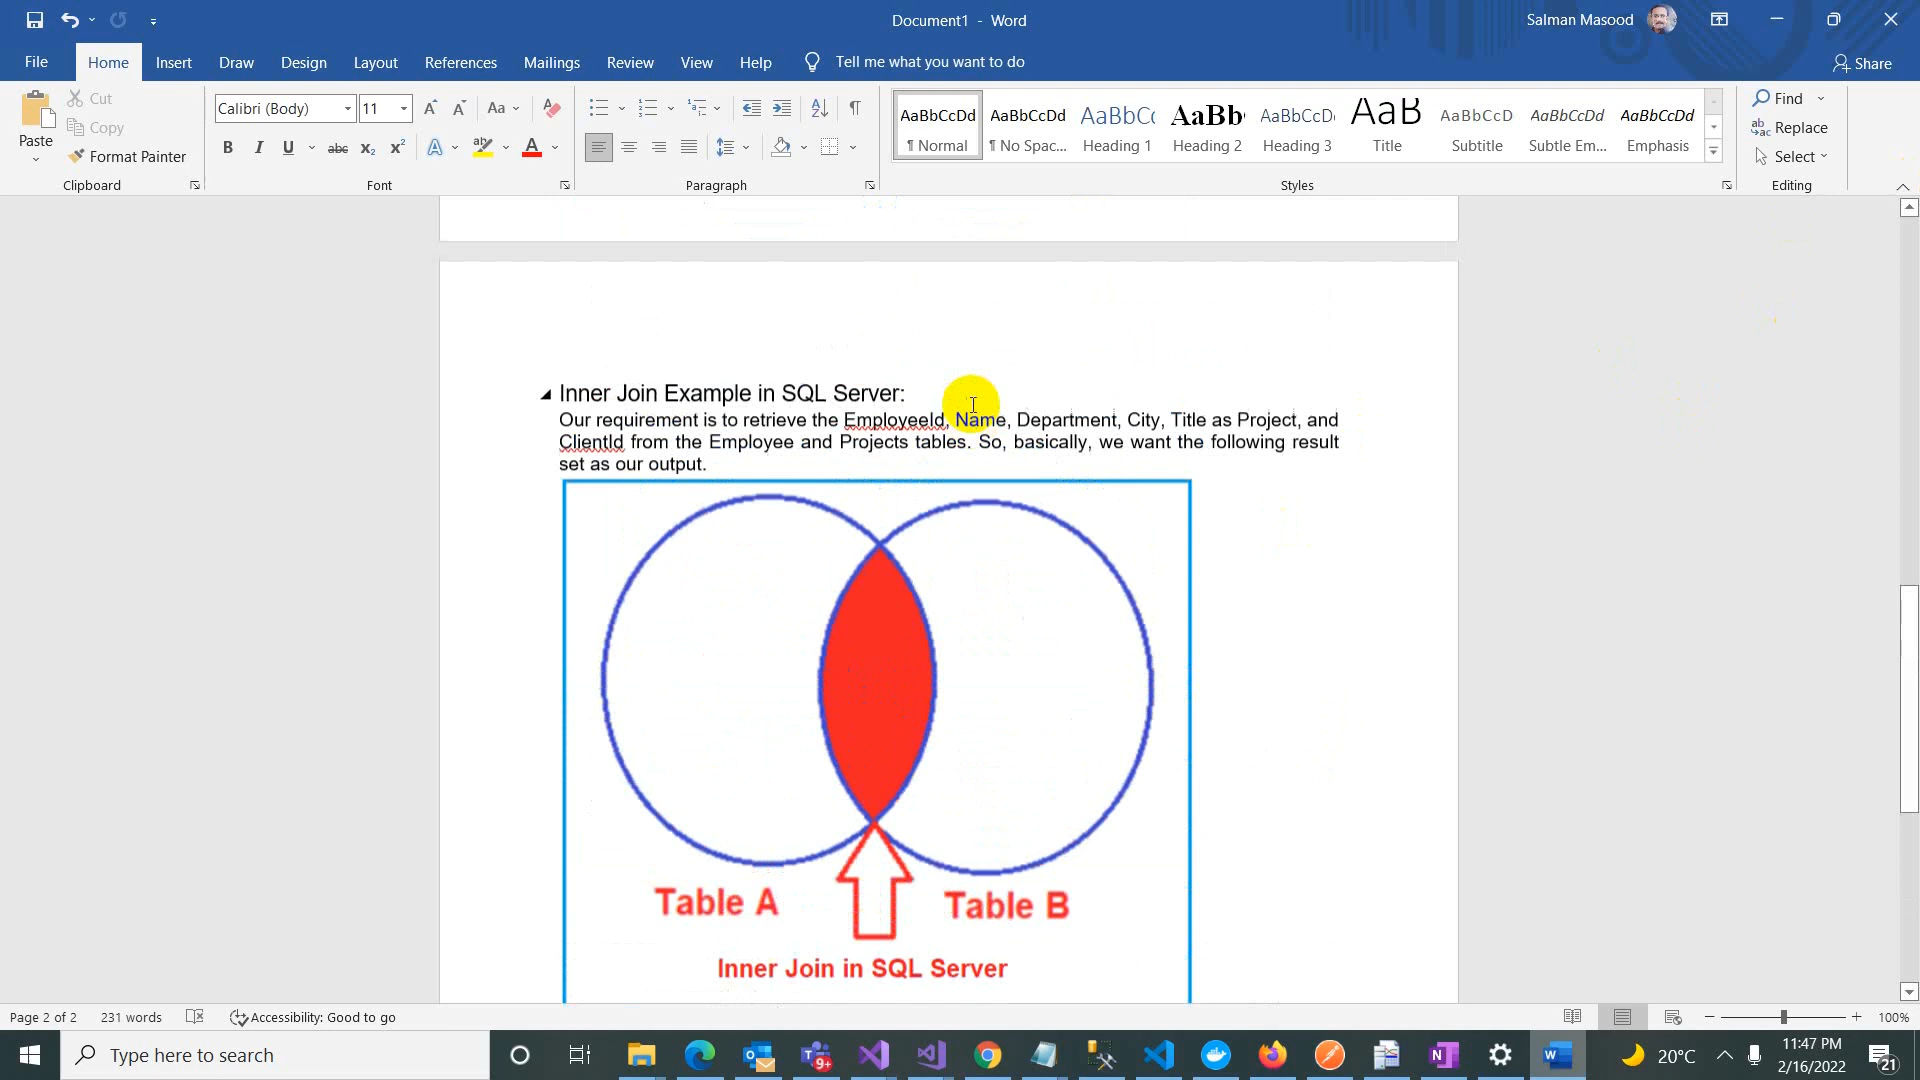 Document1 - Word
Salman Masood
File Home Insert Draw Design Layout References Mailings Review View Help Tell me what you want to do Share
Paste
Cut
Copy
Format Painter
Clipboard
Calibri (Body) 11
Aa
B I U abc x₂ x² A A
Font
Paragraph
AaBbCcDd AaBbCcDd AaBbCc AaBb AaBbCcD AaB AaBbCcD AaBbCcDd AaBbCcDd
¶ Normal ¶ No Spac... Heading 1 Heading 2 Heading 3 Title Subtitle Subtle Em... Emphasis
Styles
Find
Replace
Select
Editing
Inner Join Example in SQL Server:
Our requirement is to retrieve the EmployeeId, Name, Department, City, Title as Project, and
ClientId from the Employee and Projects tables. So, basically, we want the following result
set as our output.
Table A
Table B
Inner Join in SQL Server
Page 2 of 2 231 words Accessibility: Good to go 100%
Type here to search
9+
20°C
11:47 PM
2/16/2022
21